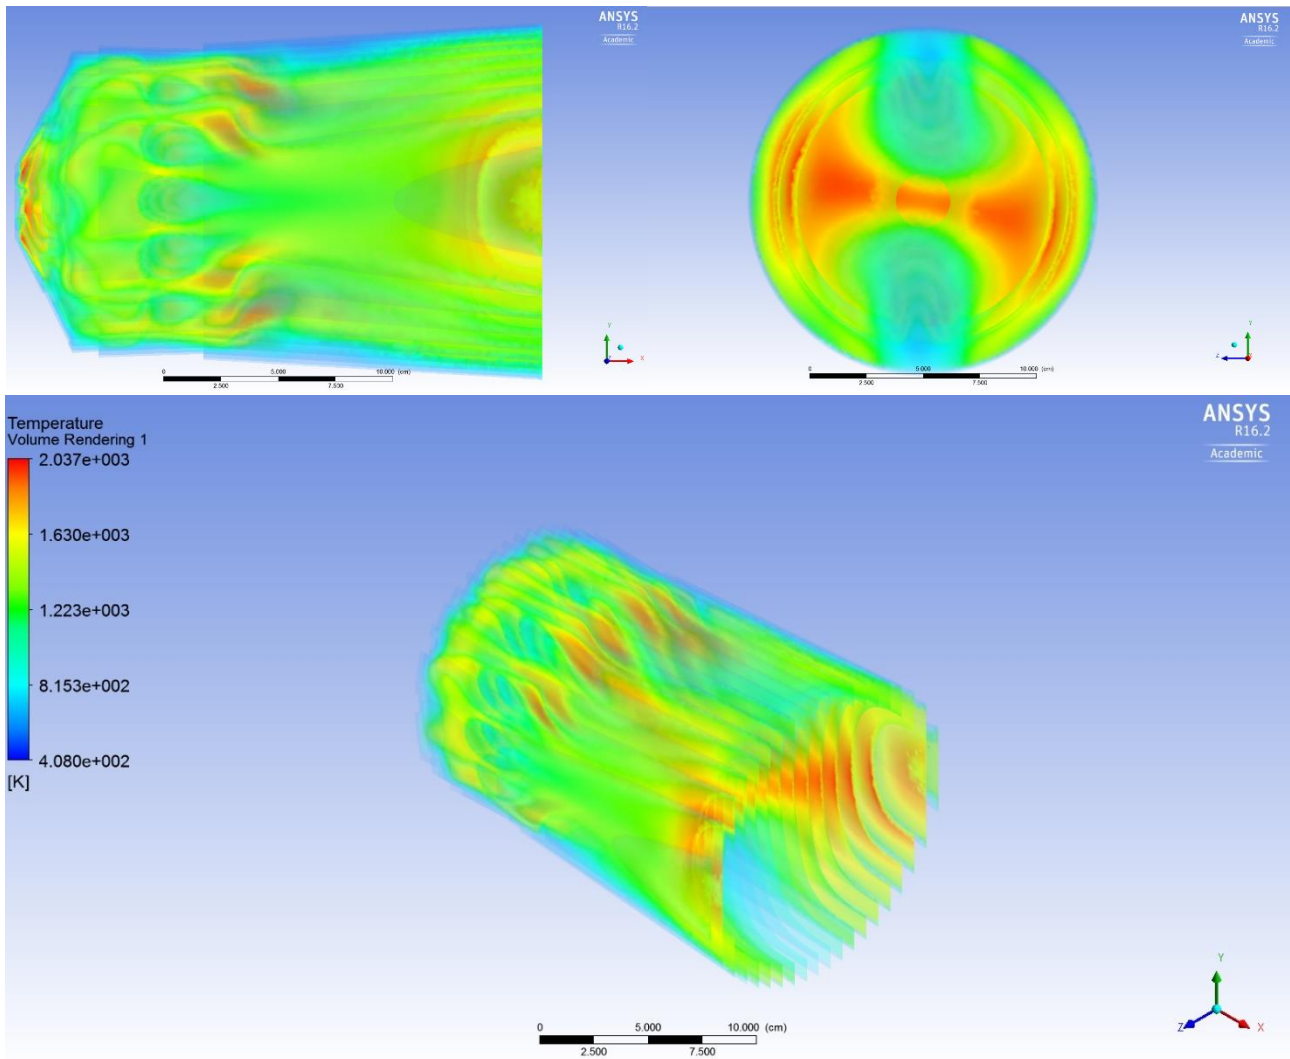 ANSYS
R16.2
Academic
Y
X
0
5.000
10.000 (cm)
2.500
7.500
ANSYS
R16.2
Academic
Y
Z
X
0
5.000
10.000 (cm)
2.500
7.500
Temperature
Volume Rendering 1
2.037e+003
1.630e+003
1.223e+003
8.153e+002
4.080e+002
[K]
ANSYS
R16.2
Academic
0
5.000
10.000 (cm)
2.500
7.500
Y
Z
X